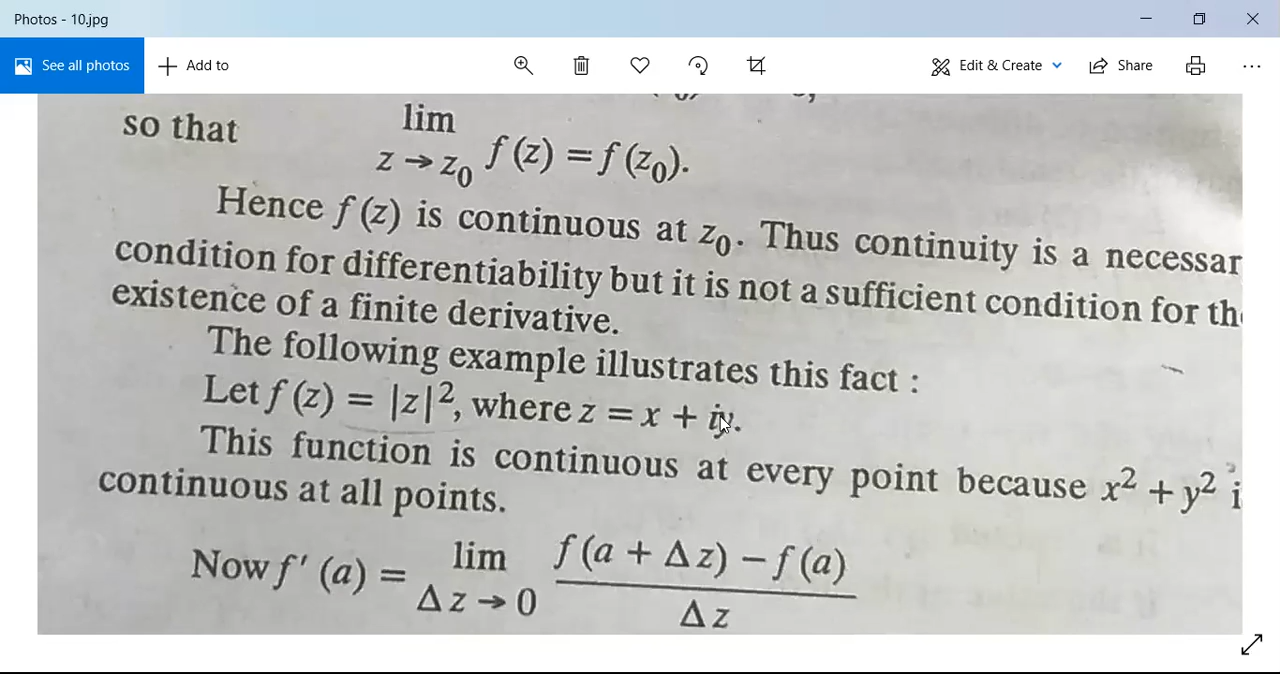 Photos - 10.jpg
See all photos
Add to
Edit & Create
Share
so that lim z → z₀ f (z) = f (z₀).
Hence f (z) is continuous at z₀. Thus continuity is a necessar
condition for differentiability but it is not a sufficient condition for th
existence of a finite derivative.
The following example illustrates this fact :
Let f (z) = |z|², where z = x + iy.
This function is continuous at every point because x² + y² i
continuous at all points.
Now f ′ (a) = lim Δ z → 0 f (a + Δ z) − f (a) / Δ z